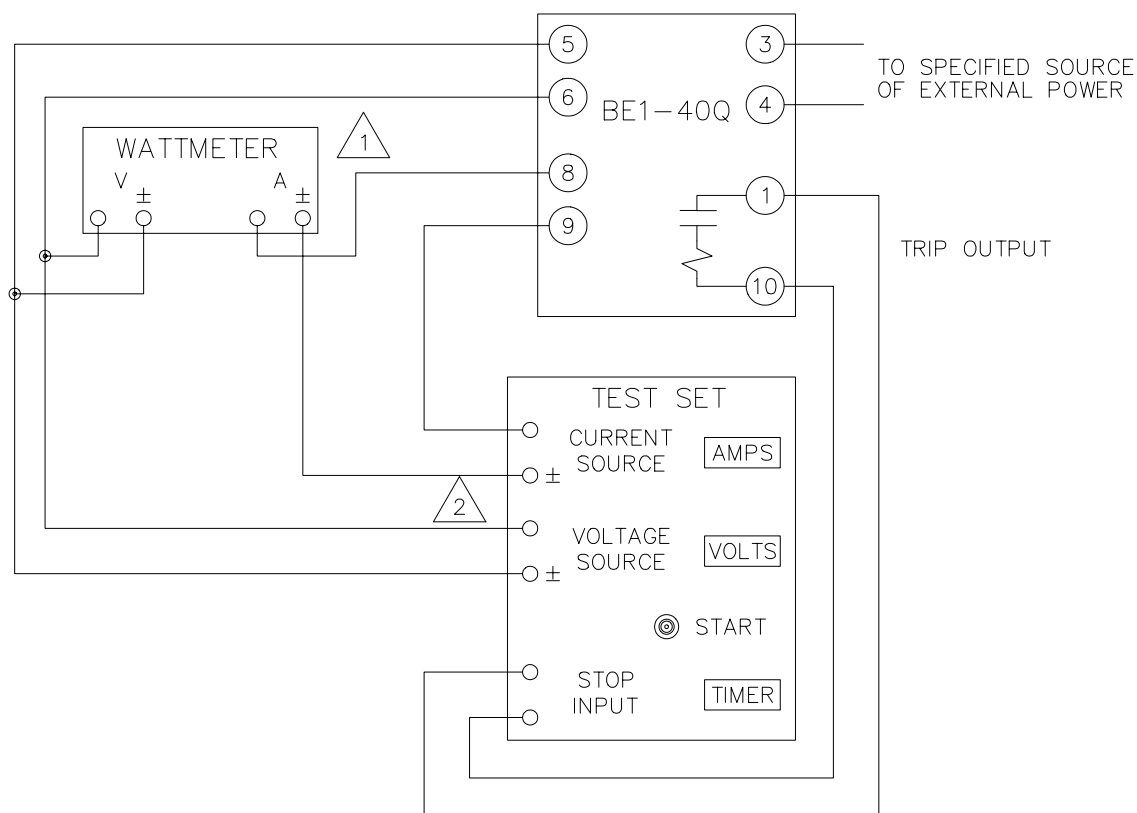 5
3
TO SPECIFIED SOURCE
OF EXTERNAL POWER
6
BE1-40Q
4
WATTMETER
1
V ± A ±
8
1
9
TRIP OUTPUT
10
TEST SET
CURRENT
SOURCE
AMPS
±
2
VOLTAGE
SOURCE
VOLTS
±
START
STOP
INPUT
TIMER